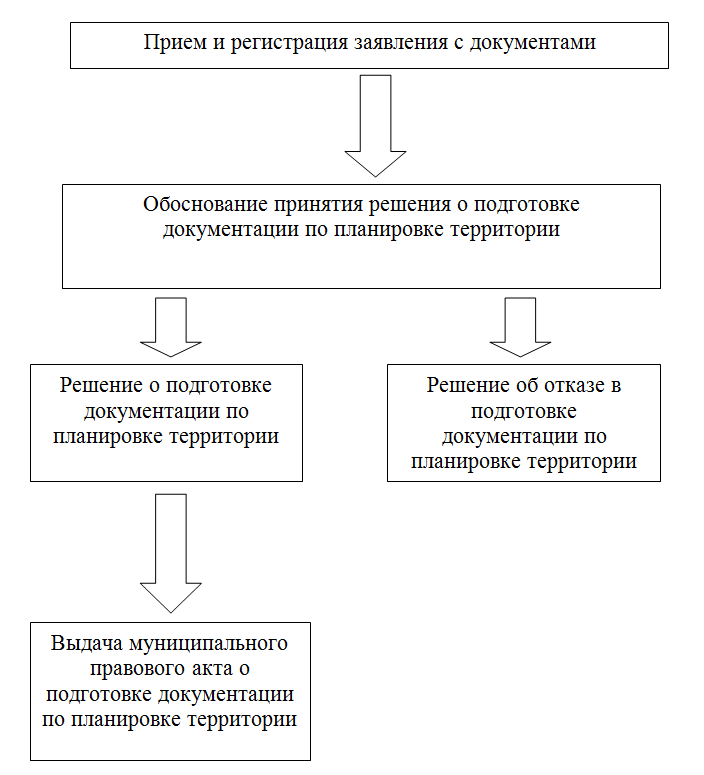 Прием и регистрация заявления с документами
Обоснование принятия решения о подготовке
документации по планировке территории
Решение о подготовке
документации по
планировке территории
Решение об отказе в
подготовке
документации по
планировке территории
Выдача муниципального
правового акта о
подготовке документации
по планировке территории